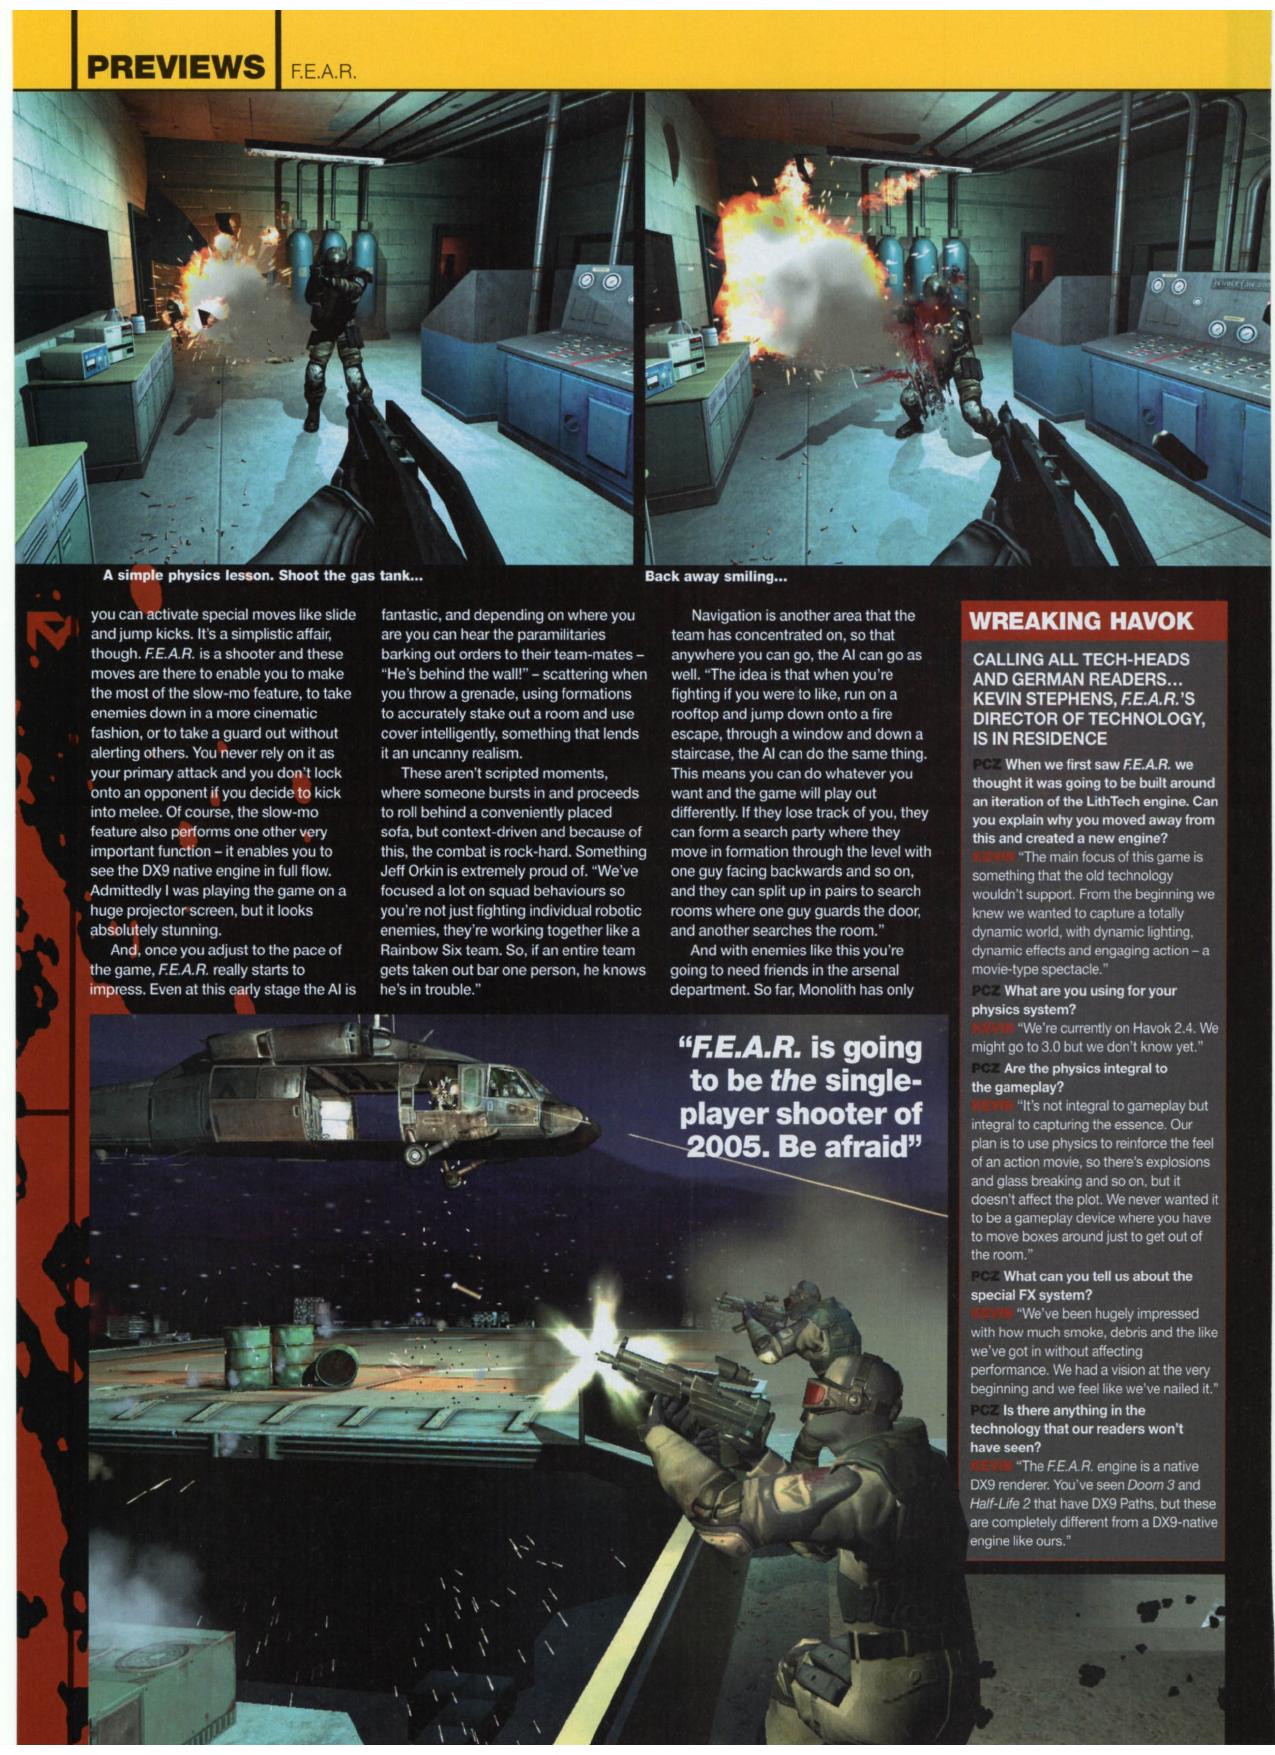 PREVIEWS F.E.A.R.
A simple physics lesson. Shoot the gas tank...
Back away smiling...
you can activate special moves like slide
and jump kicks. It's a simplistic affair,
though. F.E.A.R. is a shooter and these
moves are there to enable you to make
the most of the slow-mo feature, to take
enemies down in a more cinematic
fashion, or to take a guard out without
alerting others. You never rely on it as
your primary attack and you don't lock
onto an opponent if you decide to kick
into melee. Of course, the slow-mo
feature also performs one other very
important function – it enables you to
see the DX9 native engine in full flow.
Admittedly I was playing the game on a
huge projector screen, but it looks
absolutely stunning.
And, once you adjust to the pace of
the game, F.E.A.R. really starts to
impress. Even at this early stage the AI is
fantastic, and depending on where you
are you can hear the paramilitaries
barking out orders to their team-mates –
"He's behind the wall!" – scattering when
you throw a grenade, using formations
to accurately stake out a room and use
cover intelligently, something that lends
it an uncanny realism.
These aren't scripted moments,
where someone bursts in and proceeds
to roll behind a conveniently placed
sofa, but context-driven and because of
this, the combat is rock-hard. Something
Jeff Orkin is extremely proud of. "We've
focused a lot on squad behaviours so
you're not just fighting individual robotic
enemies, they're working together like a
Rainbow Six team. So, if an entire team
gets taken out bar one person, he knows
he's in trouble."
Navigation is another area that the
team has concentrated on, so that
anywhere you can go, the AI can go as
well. "The idea is that when you're
fighting if you were to like, run on a
rooftop and jump down onto a fire
escape, through a window and down a
staircase, the AI can do the same thing.
This means you can do whatever you
want and the game will play out
differently. If they lose track of you, they
can form a search party where they
move in formation through the level with
one guy facing backwards and so on,
and they can split up in pairs to search
rooms where one guy guards the door,
and another searches the room."
And with enemies like this you're
going to need friends in the arsenal
department. So far, Monolith has only
"F.E.A.R. is going
to be the single-
player shooter of
2005. Be afraid"
WREAKING HAVOK
CALLING ALL TECH-HEADS
AND GERMAN READERS...
KEVIN STEPHENS, F.E.A.R.'S
DIRECTOR OF TECHNOLOGY,
IS IN RESIDENCE
PCZ When we first saw F.E.A.R. we
thought it was going to be built around
an iteration of the LithTech engine. Can
you explain why you moved away from
this and created a new engine?
KEVIN "The main focus of this game is
something that the old technology
wouldn't support. From the beginning we
knew we wanted to capture a totally
dynamic world, with dynamic lighting,
dynamic effects and engaging action – a
movie-type spectacle."
PCZ What are you using for your
physics system?
KEVIN "We're currently on Havok 2.4. We
might go to 3.0 but we don't know yet."
PCZ Are the physics integral to
the gameplay?
KEVIN "It's not integral to gameplay but
integral to capturing the essence. Our
plan is to use physics to reinforce the feel
of an action movie, so there's explosions
and glass breaking and so on, but it
doesn't affect the plot. We never wanted it
to be a gameplay device where you have
to move boxes around just to get out of
the room."
PCZ What can you tell us about the
special FX system?
KEVIN "We've been hugely impressed
with how much smoke, debris and the like
we've got in without affecting
performance. We had a vision at the very
beginning and we feel like we've nailed it."
PCZ Is there anything in the
technology that our readers won't
have seen?
KEVIN "The F.E.A.R. engine is a native
DX9 renderer. You've seen Doom 3 and
Half-Life 2 that have DX9 Paths, but these
are completely different from a DX9-native
engine like ours."